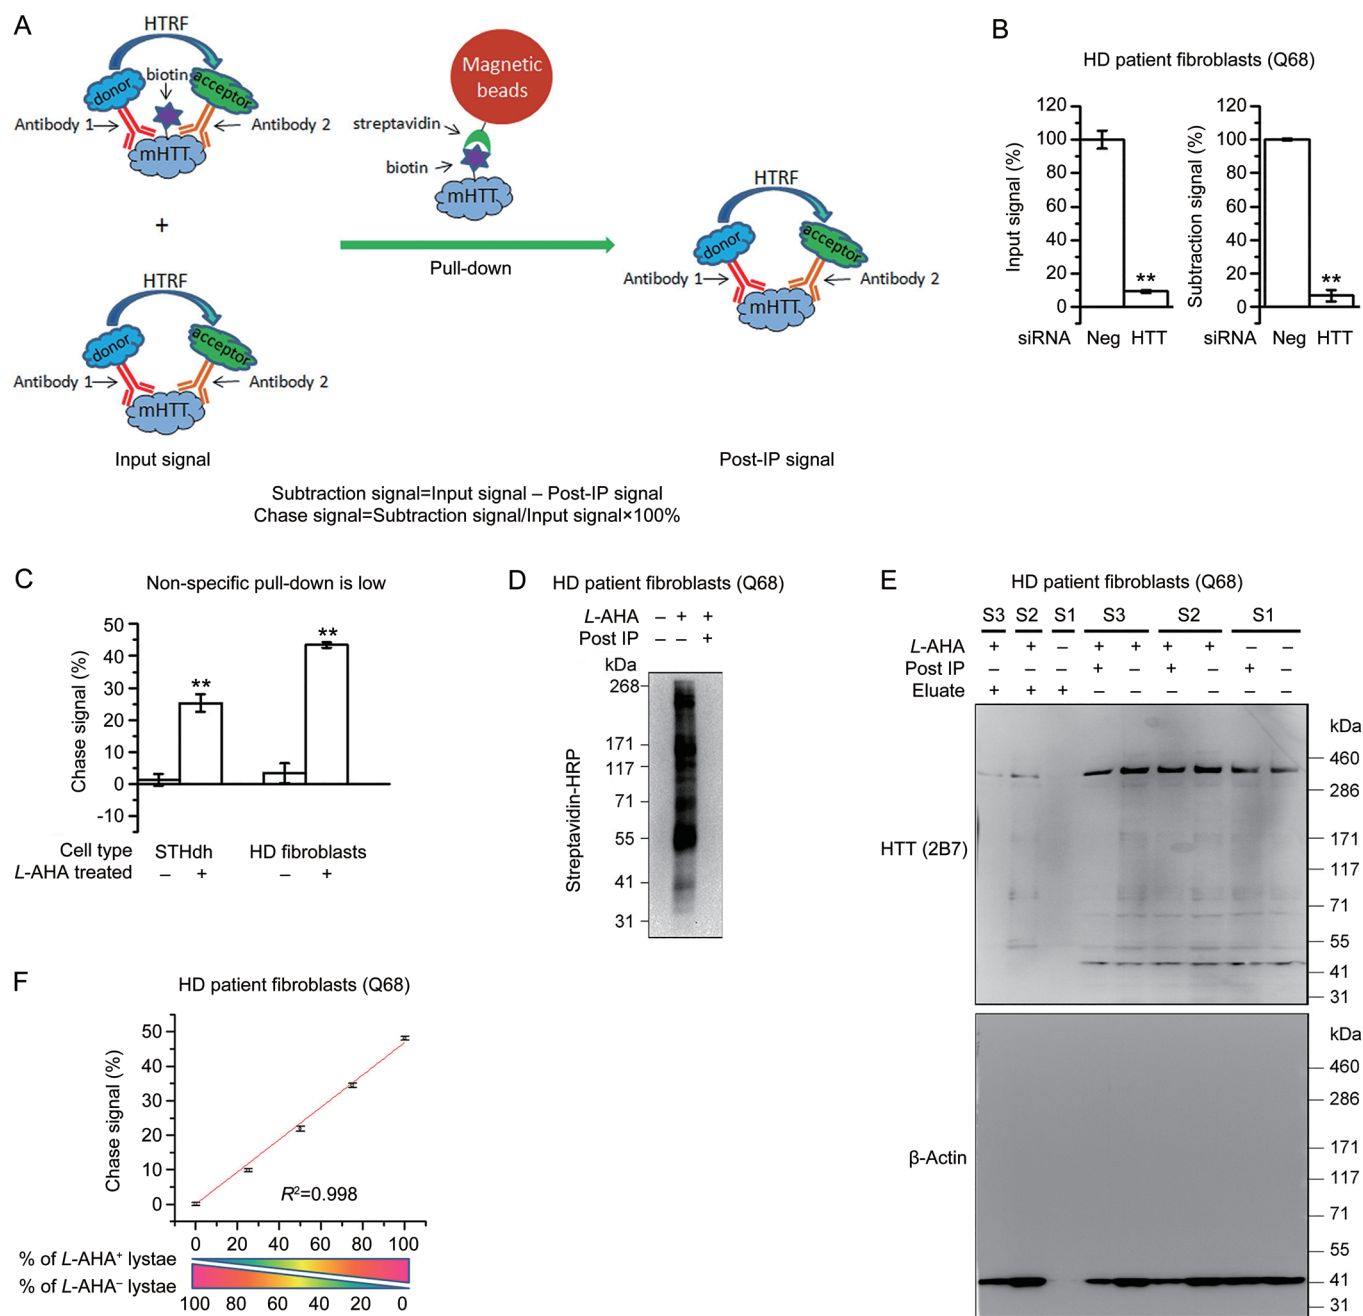 A
HTRF
donor
biotin
acceptor
Antibody 1
Antibody 2
mHTT
+
HTRF
donor
acceptor
Antibody 1
Antibody 2
mHTT
Input signal
Magnetic
beads
streptavidin
biotin
mHTT
Pull-down
HTRF
donor
acceptor
Antibody 1
Antibody 2
mHTT
Post-IP signal
Subtraction signal=Input signal – Post-IP signal
Chase signal=Subtraction signal/Input signal×100%
B
HD patient fibroblasts (Q68)
Input signal (%)
120
100
80
60
40
20
0
**
siRNA Neg HTT
Subtraction signal (%)
120
100
80
60
40
20
0
**
siRNA Neg HTT
C
Non-specific pull-down is low
Chase signal (%)
50
40
30
20
10
0
-10
**
**
Cell type STHdh HD fibroblasts
L-AHA treated – + – +
D
HD patient fibroblasts (Q68)
L-AHA – + +
Post IP – – +
kDa
268
171
117
71
55
41
31
Streptavidin-HRP
E
HD patient fibroblasts (Q68)
S3 S2 S1 S3 S2 S1
L-AHA + + – + + + + – –
Post IP – – – + – + – + –
Eluate + + + – – – – – –
HTT (2B7)
kDa
460
286
171
117
71
55
41
31
β-Actin
kDa
460
286
171
117
71
55
41
31
F
HD patient fibroblasts (Q68)
Chase signal (%)
50
40
30
20
10
0
R²=0.998
0 20 40 60 80 100
% of L-AHA⁺ lystae
% of L-AHA⁻ lystae
100 80 60 40 20 0